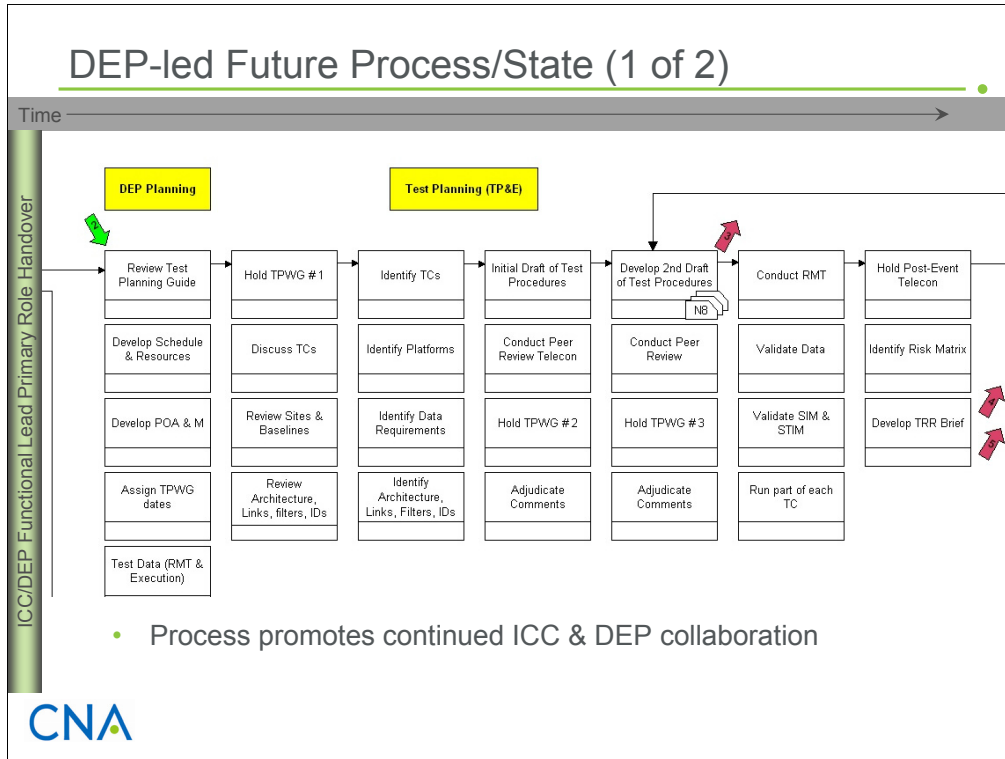 DEP-led Future Process/State (1 of 2)
Time
ICC/DEP Functional Lead Primary Role Handover
DEP Planning
Test Planning (TP&E)
2
3
Review Test
Planning Guide
Develop Schedule
& Resources
Develop POA & M
Assign TPWG
dates
Test Data (RMT &
Execution)
Hold TPWG #1
Discuss TCs
Review Sites &
Baselines
Review
Architecture,
Links, filters, IDs
Identify TCs
Identify Platforms
Identify Data
Requirements
Identify
Architecture,
Links, Filters, IDs
Initial Draft of Test
Procedures
Conduct Peer
Review Telecon
Hold TPWG #2
Adjudicate
Comments
Develop 2nd Draft
of Test Procedures
N8
Conduct Peer
Review
Hold TPWG #3
Adjudicate
Comments
Conduct RMT
Validate Data
Validate SIM &
STIM
Run part of each
TC
Hold Post-Event
Telecon
Identify Risk Matrix
Develop TRR Brief
4
5
• Process promotes continued ICC & DEP collaboration
CNA